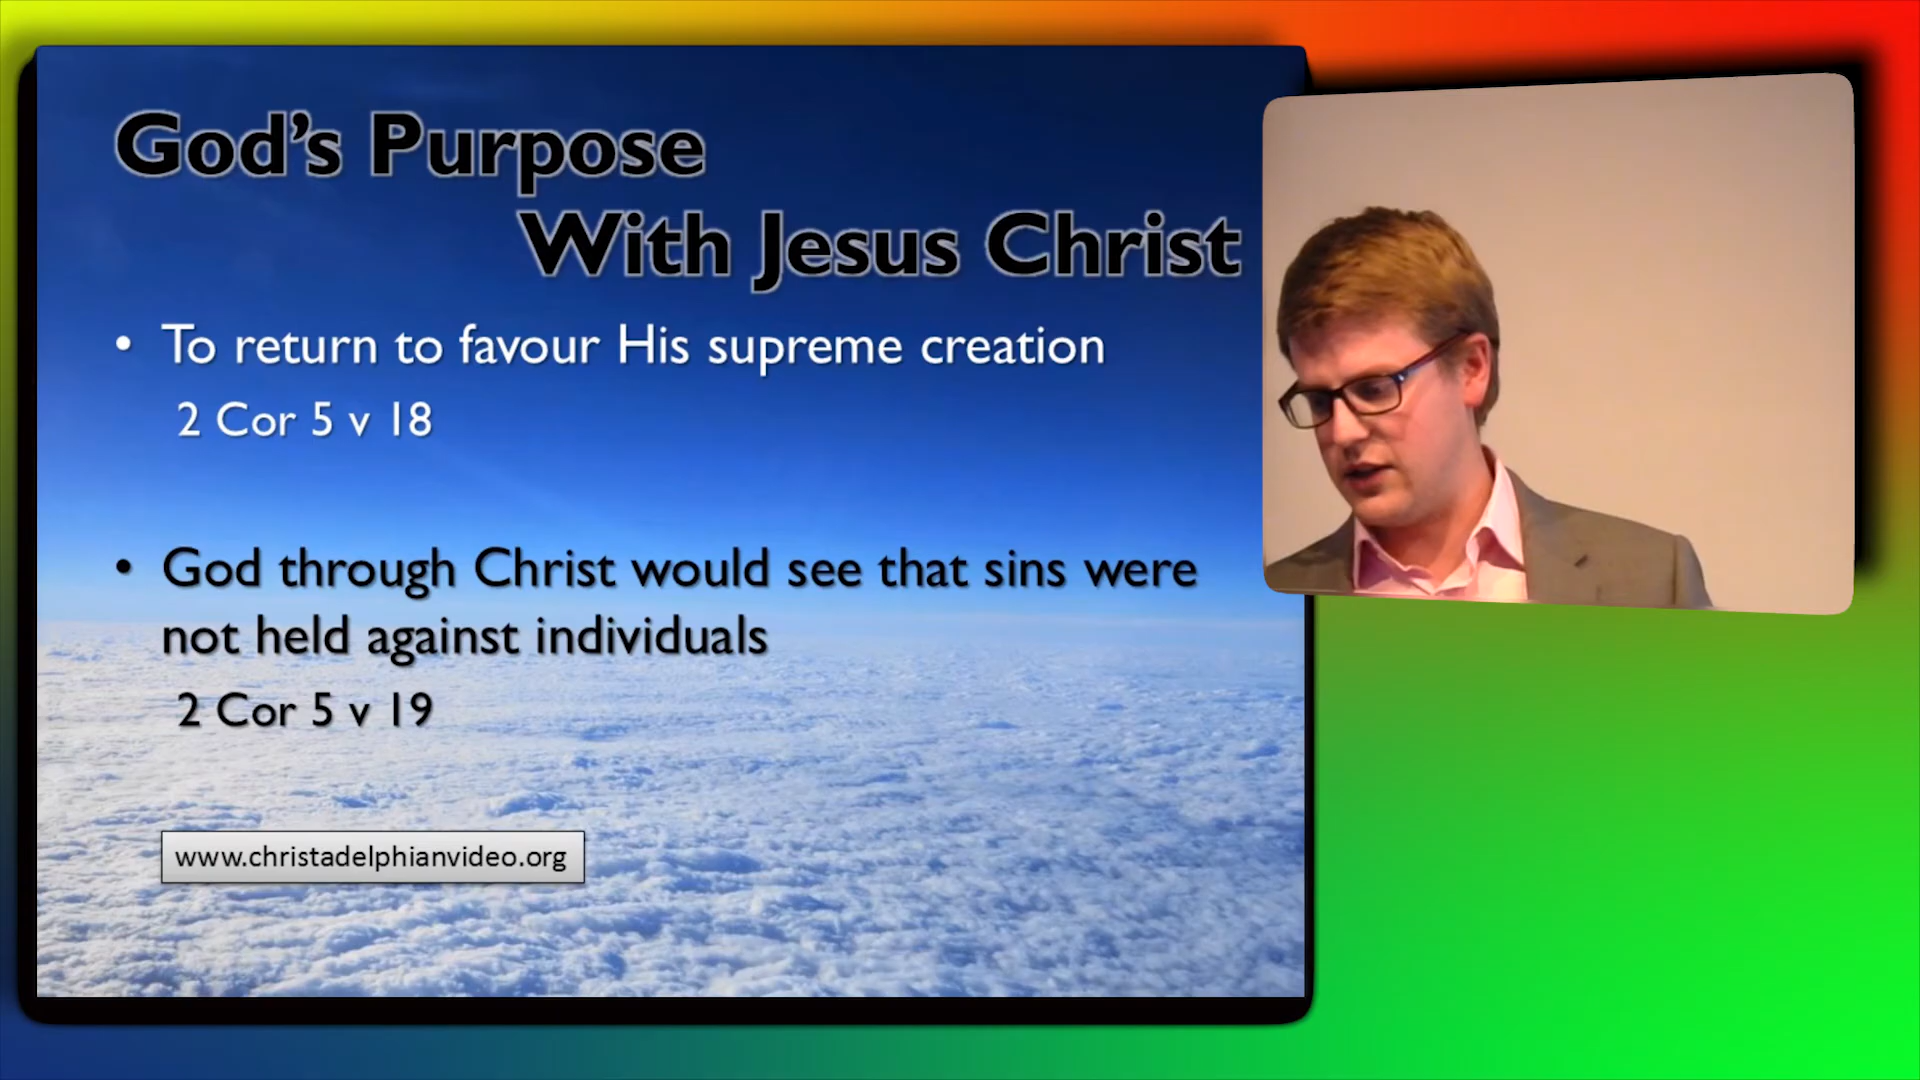 God’s Purpose
With Jesus Christ
• To return to favour His supreme creation
2 Cor 5 v 18
• God through Christ would see that sins were
not held against individuals
2 Cor 5 v 19
www.christadelphianvideo.org